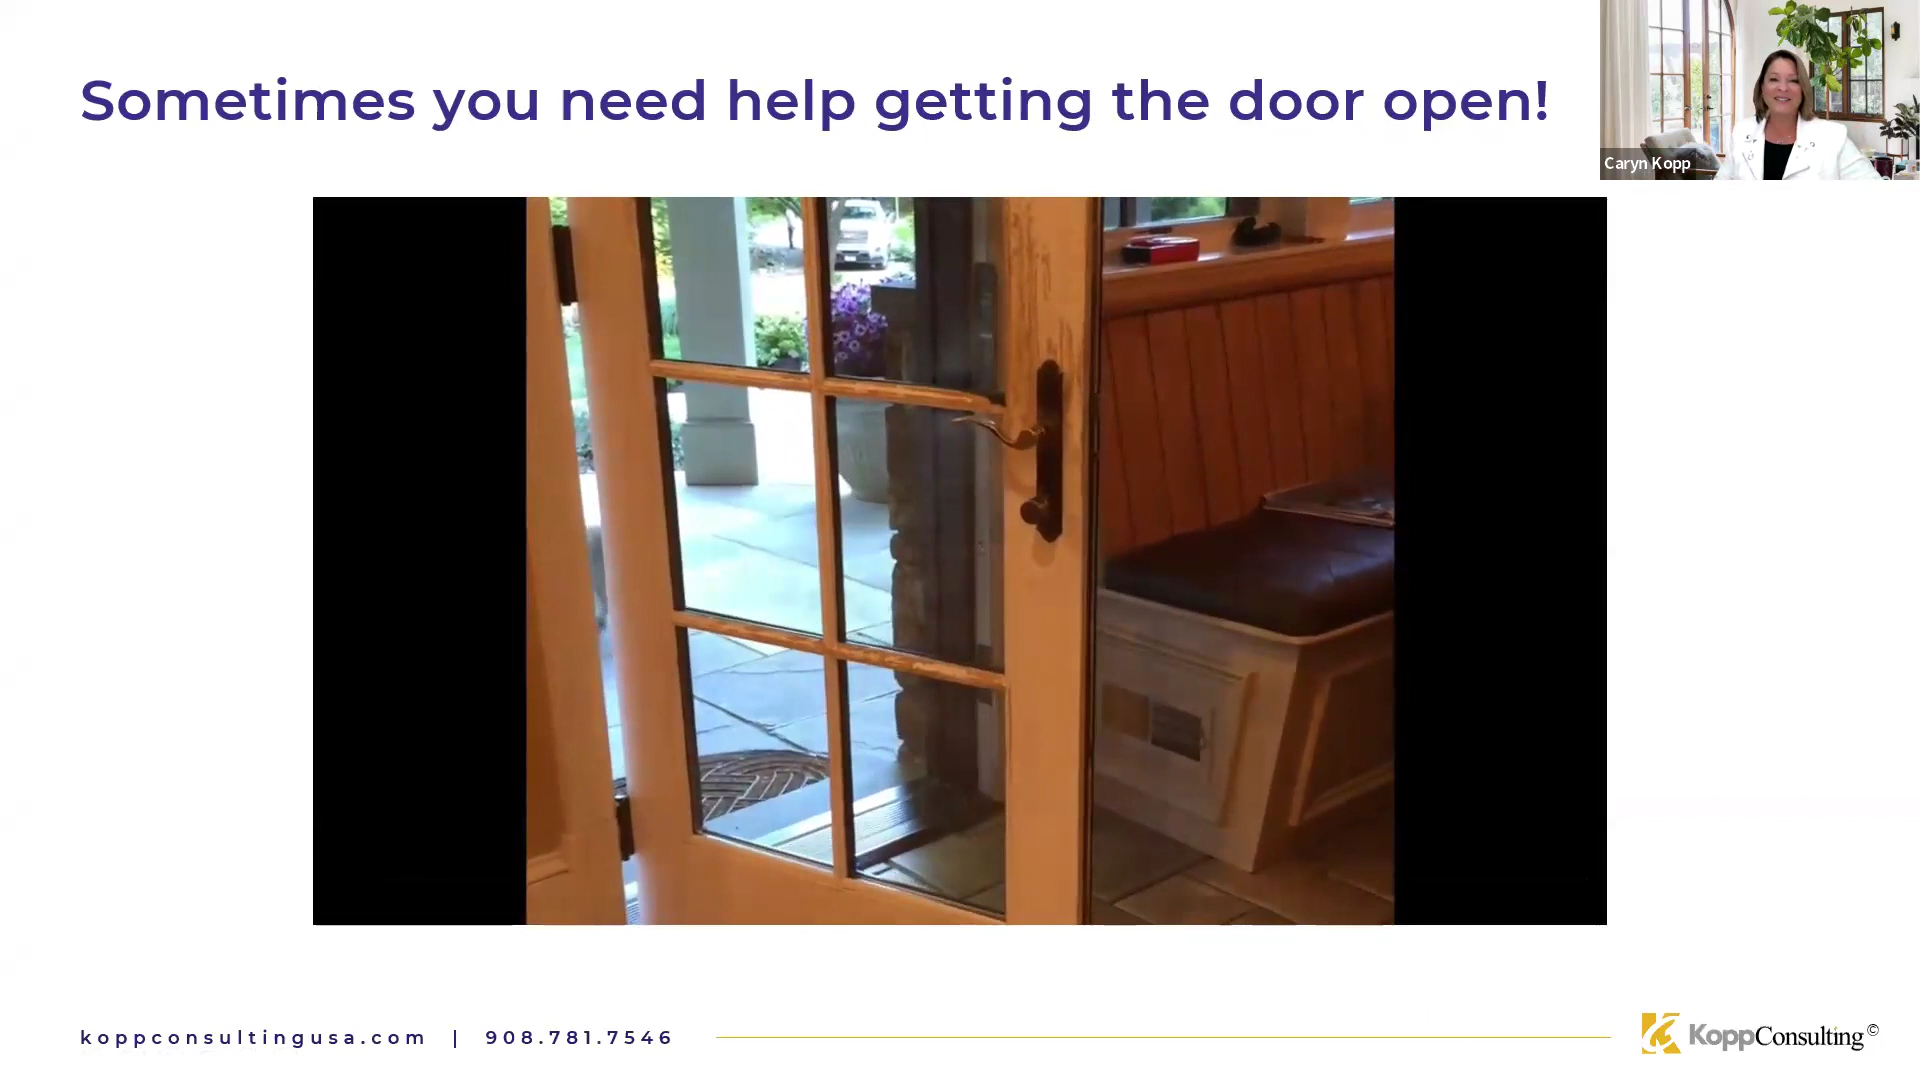 Sometimes you need help getting the door open!
Caryn Kopp
koppconsultingusa.com | 908.781.7546
KoppConsulting©